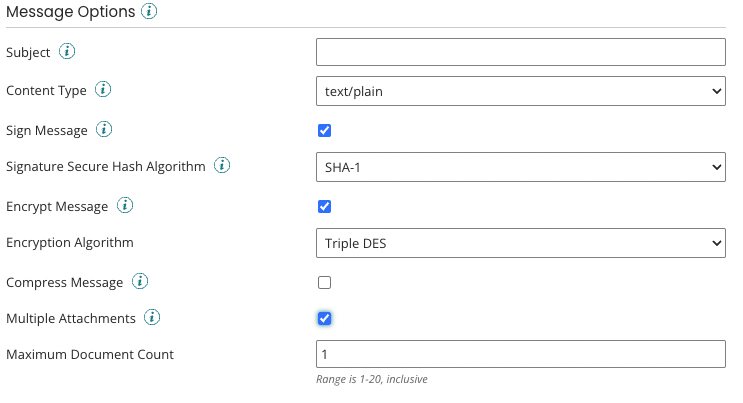 Message Options
Subject
Content Type text/plain
Sign Message
Signature Secure Hash Algorithm SHA-1
Encrypt Message
Encryption Algorithm Triple DES
Compress Message
Multiple Attachments
Maximum Document Count 1
Range is 1-20, inclusive